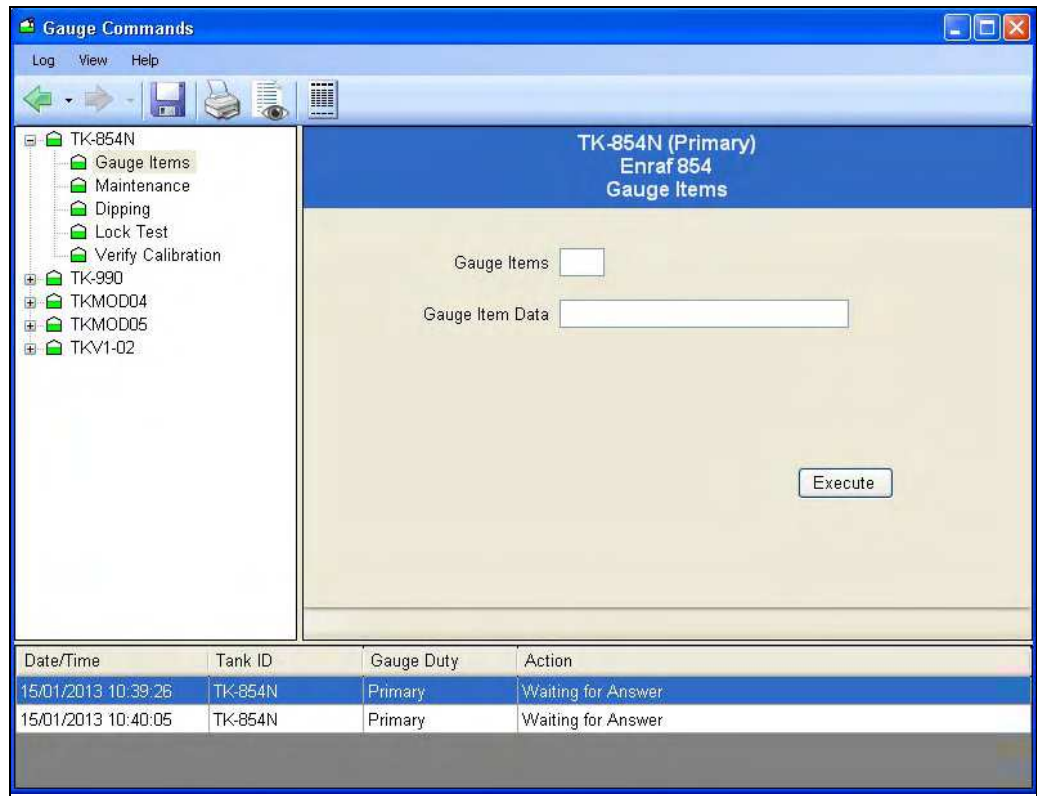 Gauge Commands
Log View Help
TK-854N
Gauge Items
Maintenance
Dipping
Lock Test
Verify Calibration
TK-990
TKMOD04
TKMOD05
TKV1-02
TK-854N (Primary)
Enraf 854
Gauge Items
Gauge Items
Gauge Item Data
Execute
Date/Time Tank ID Gauge Duty Action
15/01/2013 10:39:26 TK-854N Primary Waiting for Answer
15/01/2013 10:40:05 TK-854N Primary Waiting for Answer